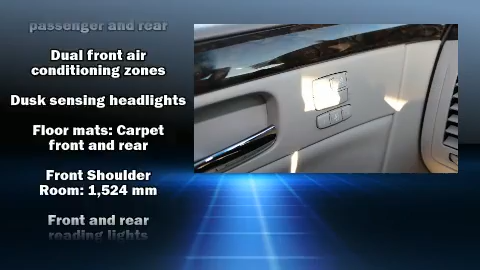 passenger and rear
Dual front air
conditioning zones
Dusk sensing headlights
Floor mats: Carpet
front and rear
Front Shoulder
Room: 1,524 mm
Front and rear
reading lights